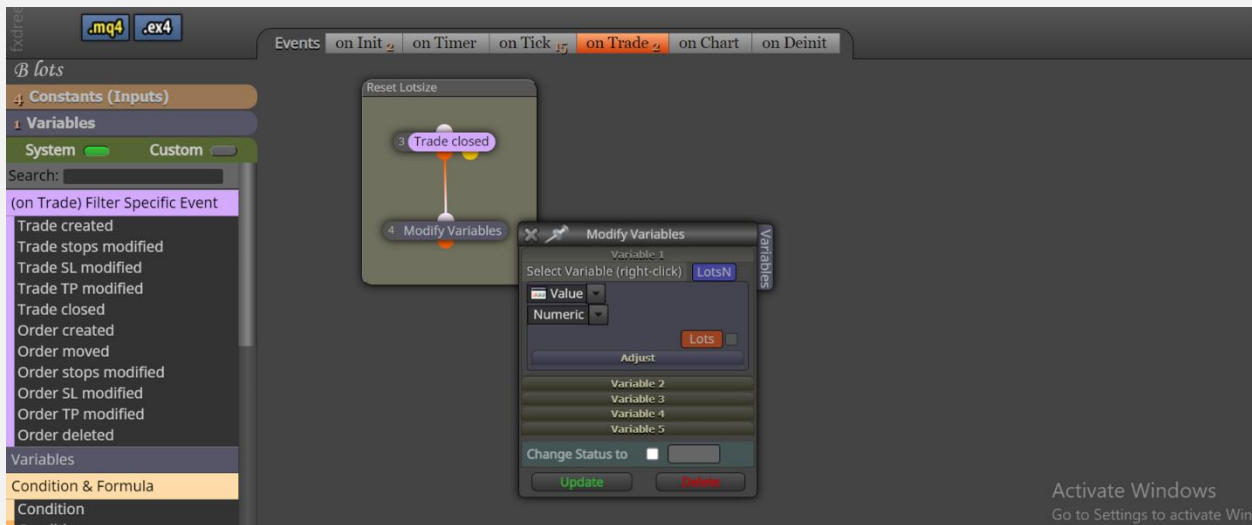 fxdree
.mq4 .ex4
Events on Init 2 on Timer on Tick 15 on Trade 2 on Chart on Deinit
B lots
4 Constants (Inputs)
1 Variables
System Custom
Search:
(on Trade) Filter Specific Event
Trade created
Trade stops modified
Trade SL modified
Trade TP modified
Trade closed
Order created
Order moved
Order stops modified
Order SL modified
Order TP modified
Order deleted
Variables
Condition & Formula
Condition
Reset Lotsize
3 Trade closed
4 Modify Variables
Modify Variables
Variables
Variable 1
Select Variable (right-click) LotsN
Value
Numeric
Lots
Adjust
Variable 2
Variable 3
Variable 4
Variable 5
Change Status to
Update Delete
Activate Windows
Go to Settings to activate Win